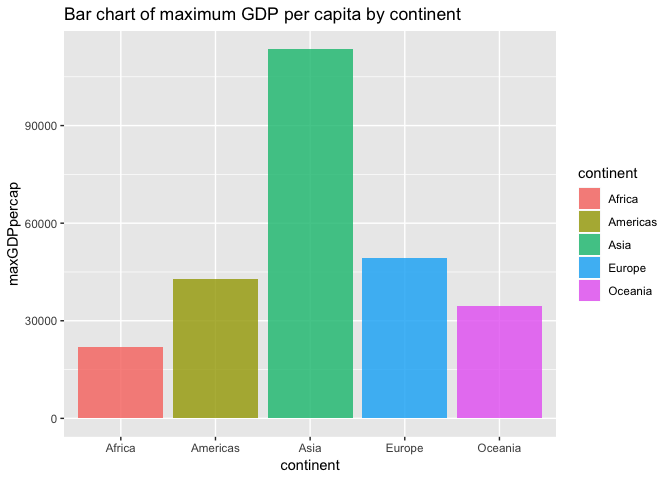 Bar chart of maximum GDP per capita by continent
maxGDPpercap
90000
60000
30000
0
Africa Americas Asia Europe Oceania
continent
continent
Africa
Americas
Asia
Europe
Oceania